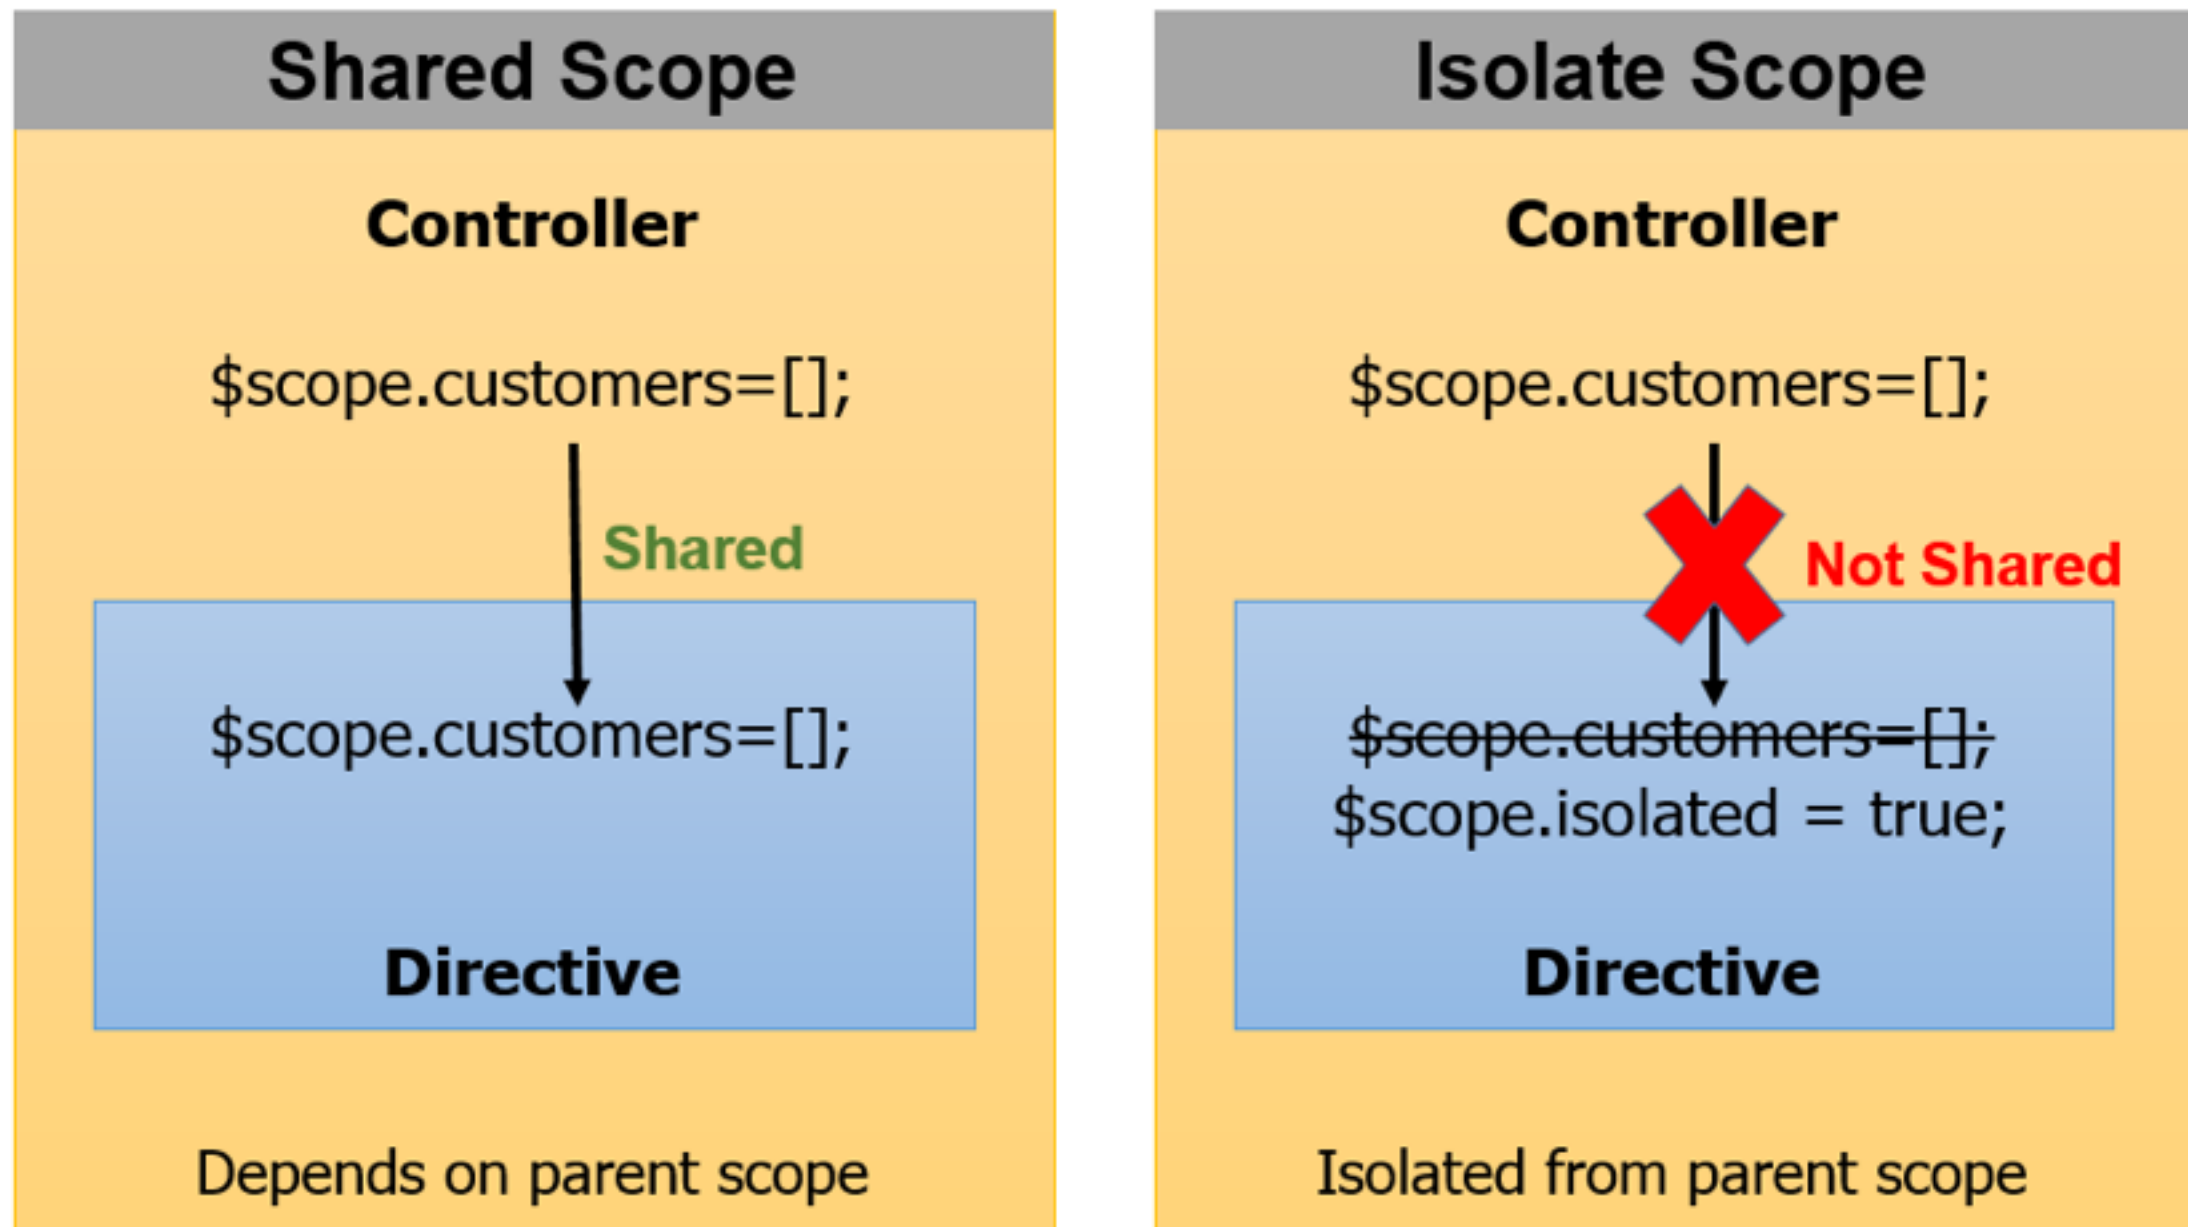 Shared Scope
Controller
$scope.customers=[];
Shared
$scope.customers=[];
Directive
Depends on parent scope
Isolate Scope
Controller
$scope.customers=[];
Not Shared
$scope.customers=[];
$scope.isolated = true;
Directive
Isolated from parent scope